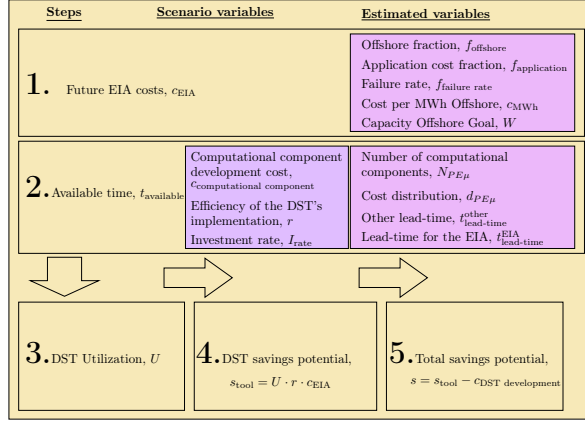 Steps Scenario variables Estimated variables
1. Future EIA costs, c_EIA
Offshore fraction, f_offshore
Application cost fraction, f_application
Failure rate, f_failure rate
Cost per MWh Offshore, c_MWh
Capacity Offshore Goal, W
2. Available time, t_available
Computational component
development cost,
c_computational component
Efficiency of the DST's
implementation, r
Investment rate, I_rate
Number of computational
components, N_PEμ
Cost distribution, d_PEμ
Other lead-time, t^other_lead-time
Lead-time for the EIA, t^EIA_lead-time
3. DST Utilization, U
4. DST savings potential,
s_tool = U · r · c_EIA
5. Total savings potential,
s = s_tool − c_DST development